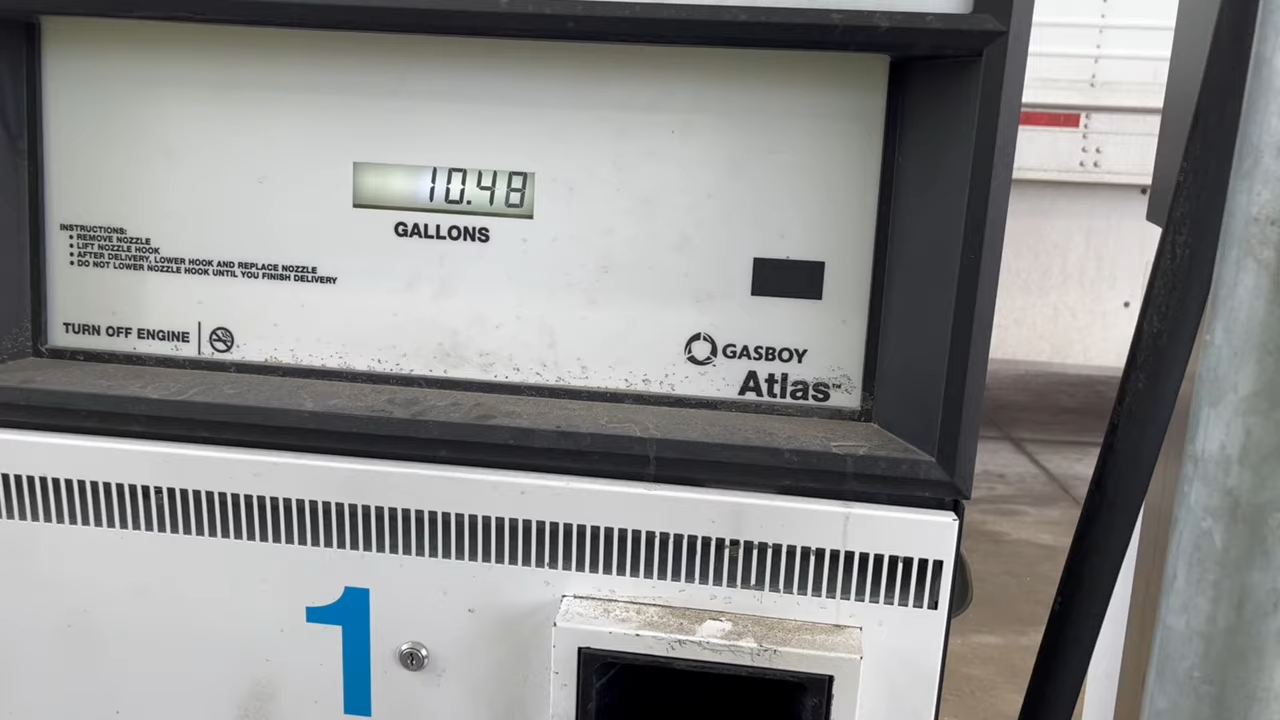 10.48
GALLONS
INSTRUCTIONS:
• REMOVE NOZZLE
• LIFT NOZZLE HOOK
• AFTER DELIVERY, LOWER HOOK AND REPLACE NOZZLE
• DO NOT LOWER NOZZLE HOOK UNTIL YOU FINISH DELIVERY
TURN OFF ENGINE
GASBOY
Atlas™
1